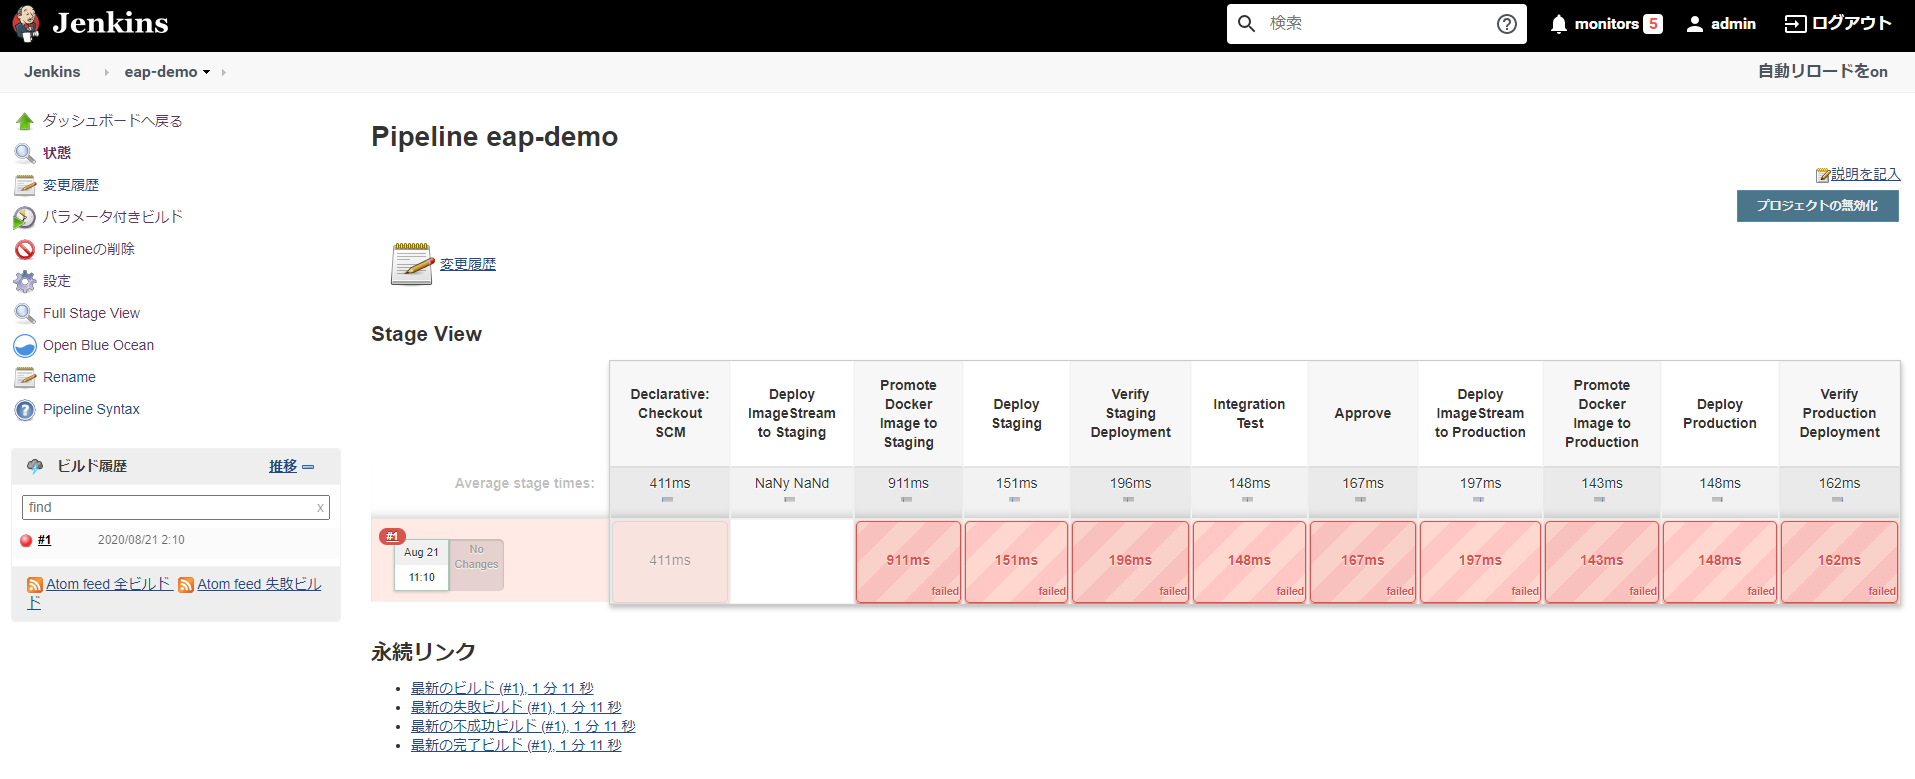 Jenkins
検索
monitors 5
admin
ログアウト
Jenkins
eap-demo
自動リロードをon
ダッシュボードへ戻る
状態
変更履歴
パラメータ付きビルド
Pipelineの削除
設定
Full Stage View
Open Blue Ocean
Rename
Pipeline Syntax
ビルド履歴
推移
find
x
#1
2020/08/21 2:10
Atom feed 全ビルド
Atom feed 失敗ビル
ド
Pipeline eap-demo
説明を記入
プロジェクトの無効化
変更履歴
Stage View
Declarative:
Checkout
SCM
Deploy
ImageStream
to Staging
Promote
Docker
Image to
Staging
Deploy
Staging
Verify
Staging
Deployment
Integration
Test
Approve
Deploy
ImageStream
to Production
Promote
Docker
Image to
Production
Deploy
Production
Verify
Production
Deployment
Average stage times:
411ms
NaNy NaNd
911ms
151ms
196ms
148ms
167ms
197ms
143ms
148ms
162ms
#1
Aug 21
11:10
No
Changes
411ms
911ms
failed
151ms
failed
196ms
failed
148ms
failed
167ms
failed
197ms
failed
143ms
failed
148ms
failed
162ms
failed
永続リンク
最新のビルド (#1), 1 分 11 秒
最新の失敗ビルド (#1), 1 分 11 秒
最新の不成功ビルド (#1), 1 分 11 秒
最新の完了ビルド (#1), 1 分 11 秒